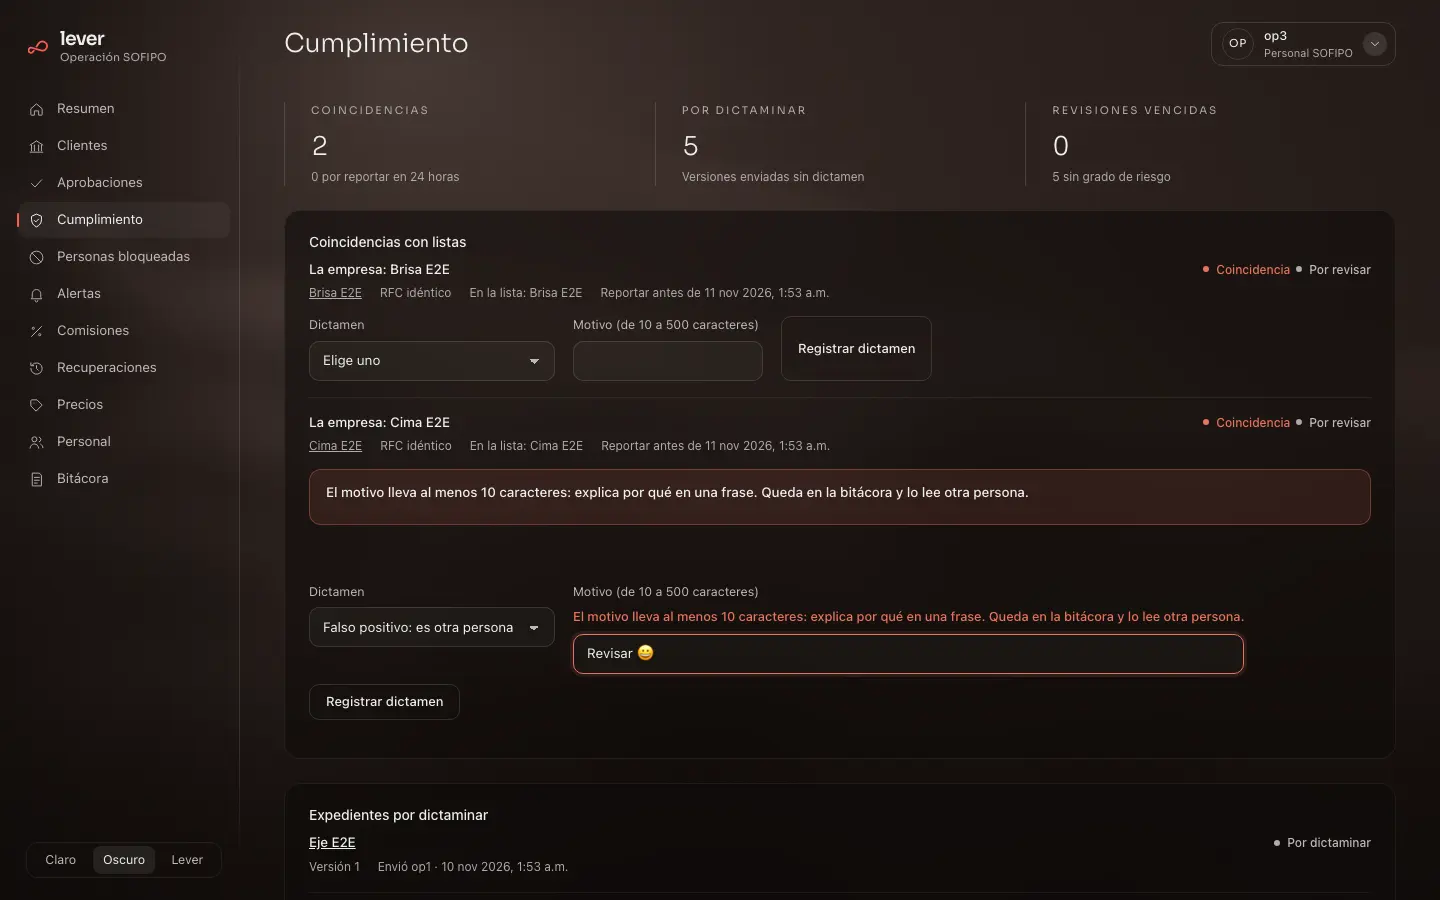 lever
Operación SOFIPO
Resumen
Clientes
Aprobaciones
Cumplimiento
Personas bloqueadas
Alertas
Comisiones
Recuperaciones
Precios
Personal
Bitácora
Claro Oscuro Lever
Cumplimiento
OP
op3
Personal SOFIPO
COINCIDENCIAS
2
0 por reportar en 24 horas
POR DICTAMINAR
5
Versiones enviadas sin dictamen
REVISIONES VENCIDAS
0
5 sin grado de riesgo
Coincidencias con listas
La empresa: Brisa E2E
Coincidencia Por revisar
Brisa E2E RFC idéntico En la lista: Brisa E2E Reportar antes de 11 nov 2026, 1:53 a.m.
Dictamen
Elige uno
Motivo (de 10 a 500 caracteres)
Registrar dictamen
La empresa: Cima E2E
Coincidencia Por revisar
Cima E2E RFC idéntico En la lista: Cima E2E Reportar antes de 11 nov 2026, 1:53 a.m.
El motivo lleva al menos 10 caracteres: explica por qué en una frase. Queda en la bitácora y lo lee otra persona.
Dictamen
Falso positivo: es otra persona
Motivo (de 10 a 500 caracteres)
El motivo lleva al menos 10 caracteres: explica por qué en una frase. Queda en la bitácora y lo lee otra persona.
Revisar 😀
Registrar dictamen
Expedientes por dictaminar
Eje E2E
Por dictaminar
Versión 1 Envió op1 · 10 nov 2026, 1:53 a.m.